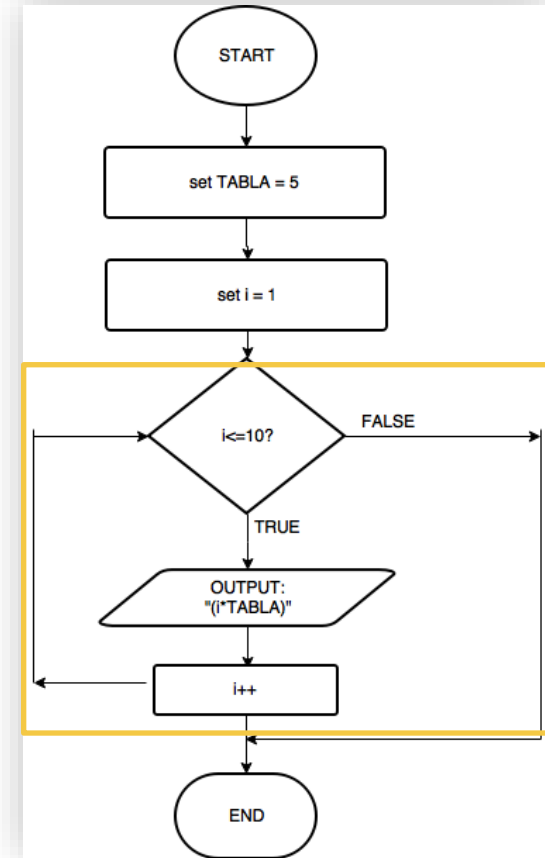 START
set TABLA = 5
set i = 1
i<=10?
FALSE
TRUE
OUTPUT:
"(i*TABLA)"
i++
END